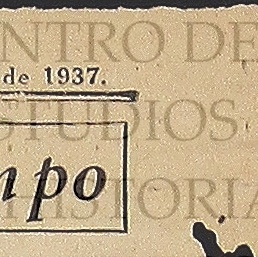 NTRO DE
de 1937.
STUDIOS
mpo
HISTORIA